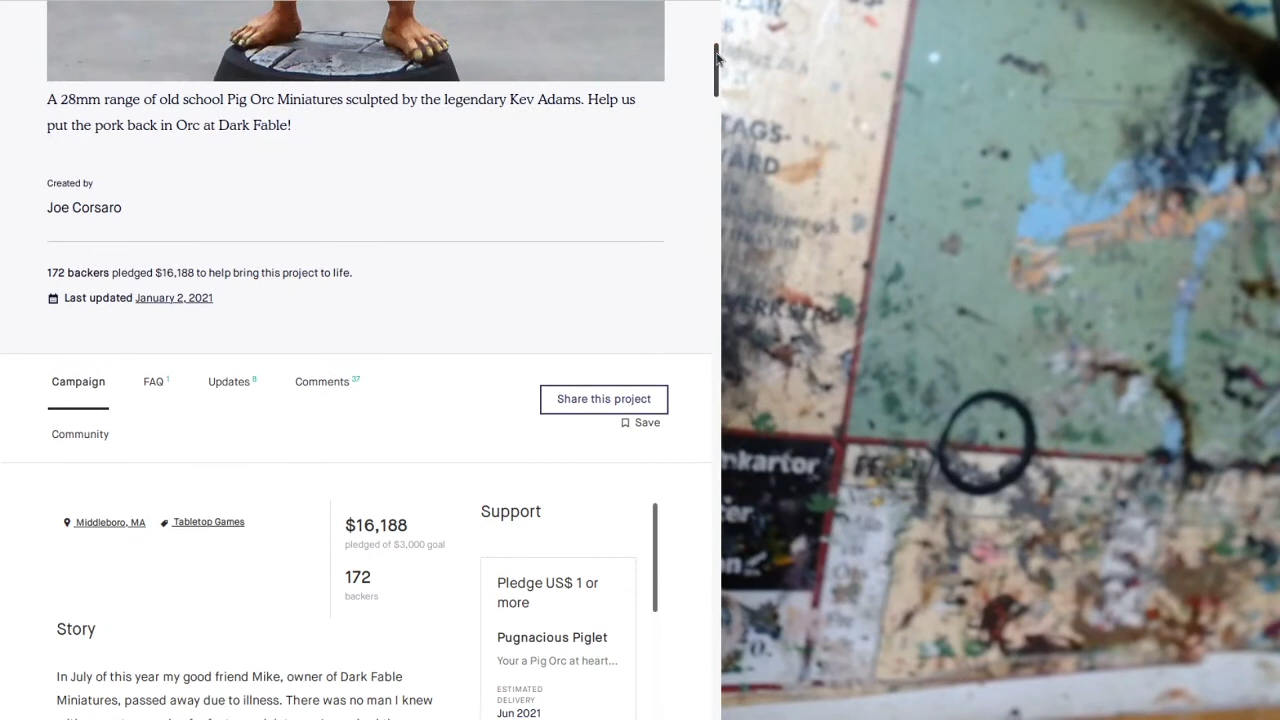 A 28mm range of old school Pig Orc Miniatures sculpted by the legendary Kev Adams. Help us
put the pork back in Orc at Dark Fable!
Created by
Joe Corsaro
172 backers pledged $16,188 to help bring this project to life.
Last updated January 2, 2021
Campaign
FAQ 1
Updates 8
Comments 37
Share this project
Save
Community
Middleboro, MA
Tabletop Games
$16,188
pledged of $3,000 goal
172
backers
Support
Pledge US$ 1 or
more
Pugnacious Piglet
Your a Pig Orc at heart...
ESTIMATED
DELIVERY
Jun 2021
Story
In July of this year my good friend Mike, owner of Dark Fable
Miniatures, passed away due to illness. There was no man I knew
TAGS-